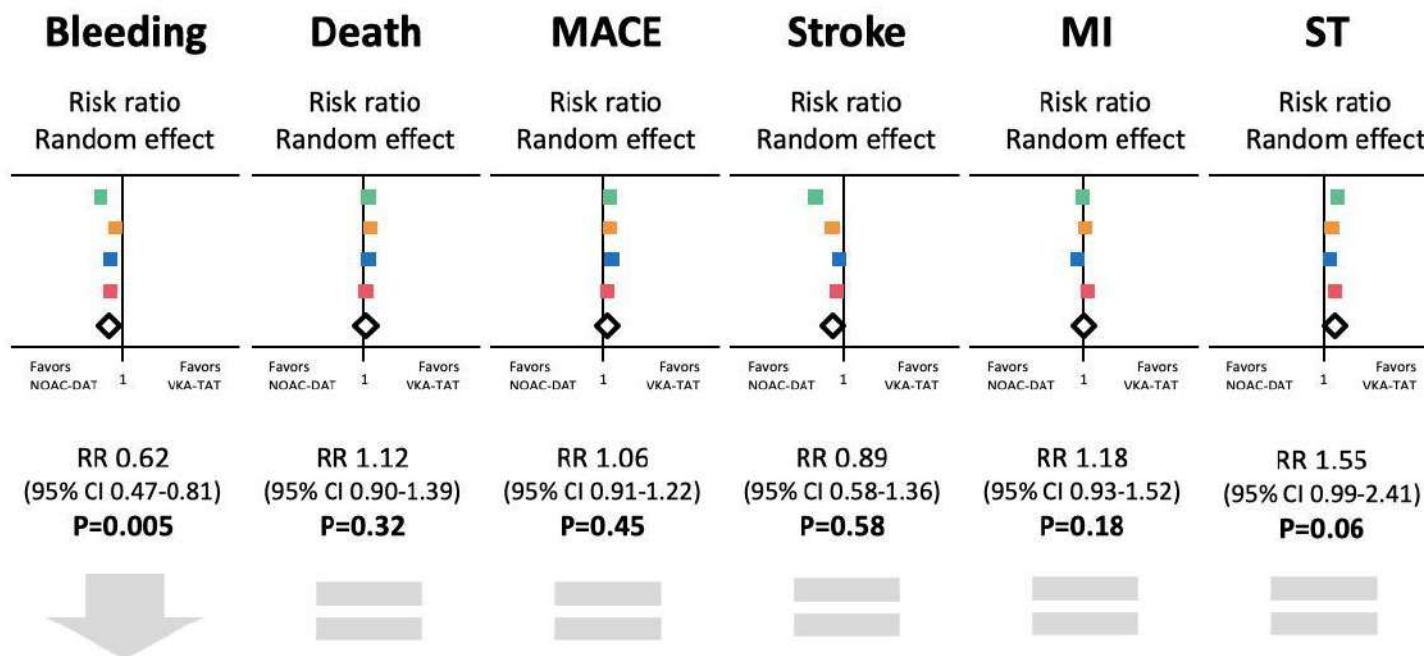 Bleeding
Risk ratio
Random effect
Favors
NOAC-DAT
1
Favors
VKA-TAT
RR 0.62
(95% CI 0.47-0.81)
P=0.005
Death
Risk ratio
Random effect
Favors
NOAC-DAT
1
Favors
VKA-TAT
RR 1.12
(95% CI 0.90-1.39)
P=0.32
MACE
Risk ratio
Random effect
Favors
NOAC-DAT
1
Favors
VKA-TAT
RR 1.06
(95% CI 0.91-1.22)
P=0.45
Stroke
Risk ratio
Random effect
Favors
NOAC-DAT
1
Favors
VKA-TAT
RR 0.89
(95% CI 0.58-1.36)
P=0.58
MI
Risk ratio
Random effect
Favors
NOAC-DAT
1
Favors
VKA-TAT
RR 1.18
(95% CI 0.93-1.52)
P=0.18
ST
Risk ratio
Random effect
Favors
NOAC-DAT
1
Favors
VKA-TAT
RR 1.55
(95% CI 0.99-2.41)
P=0.06